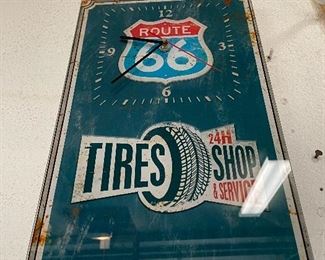 12
ROUTE
9 66 3
6
24H
TIRES SHOP
& SERVICE